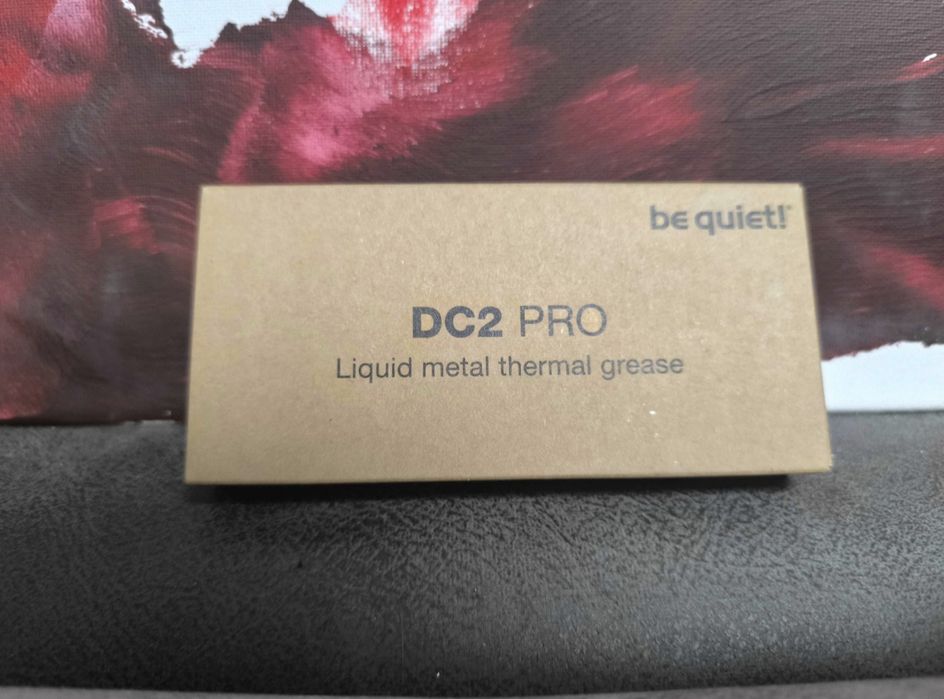 be quiet!
DC2 PRO
Liquid metal thermal grease